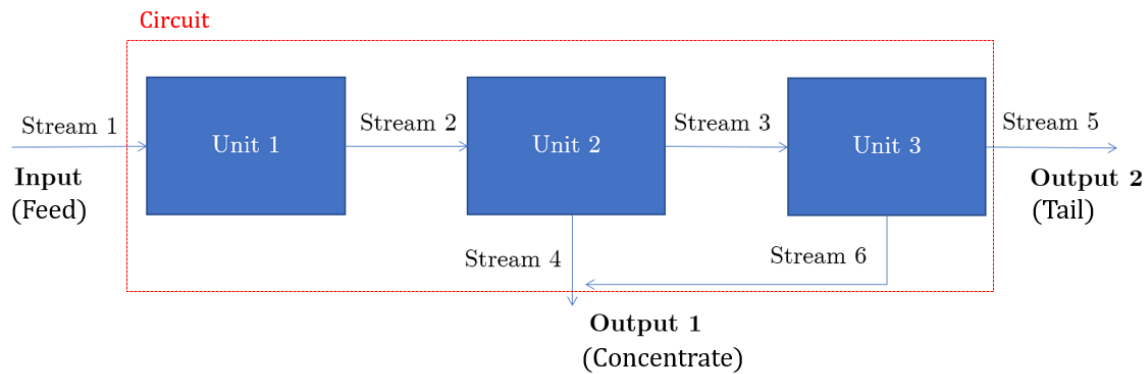 Circuit
Stream 1
Unit 1
Stream 2
Unit 2
Stream 3
Unit 3
Stream 5
Input
(Feed)
Output 2
(Tail)
Stream 4
Stream 6
Output 1
(Concentrate)